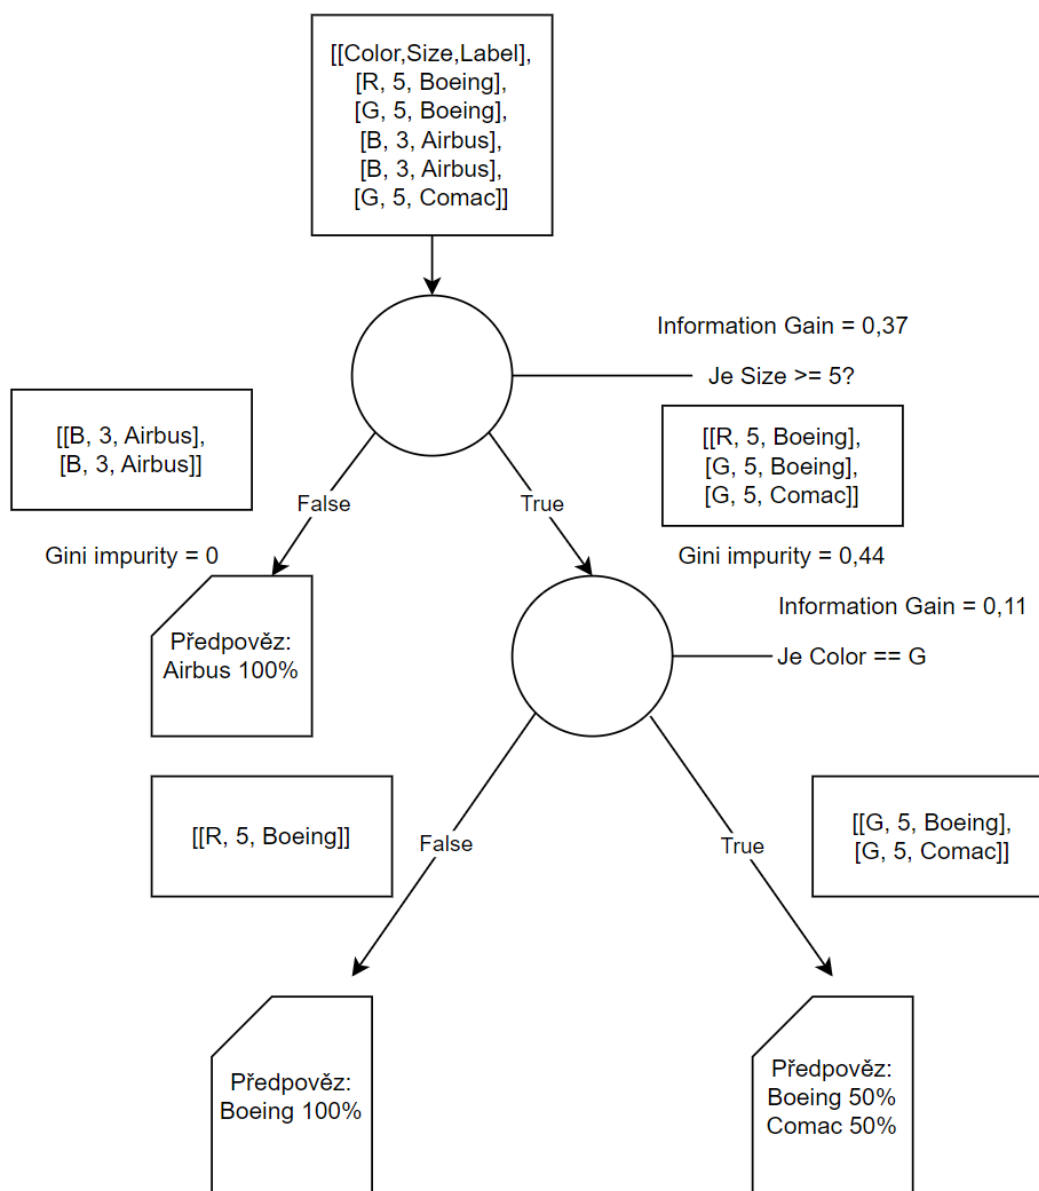 [[Color,Size,Label],
[R, 5, Boeing],
[G, 5, Boeing],
[B, 3, Airbus],
[B, 3, Airbus],
[G, 5, Comac]]
Information Gain = 0,37
Je Size >= 5?
[[B, 3, Airbus],
[B, 3, Airbus]]
[[R, 5, Boeing],
[G, 5, Boeing],
[G, 5, Comac]]
False
True
Gini impurity = 0
Gini impurity = 0,44
Information Gain = 0,11
Předpověz:
Airbus 100%
Je Color == G
[[R, 5, Boeing]]
False
True
[[G, 5, Boeing],
[G, 5, Comac]]
Předpověz:
Boeing 100%
Předpověz:
Boeing 50%
Comac 50%